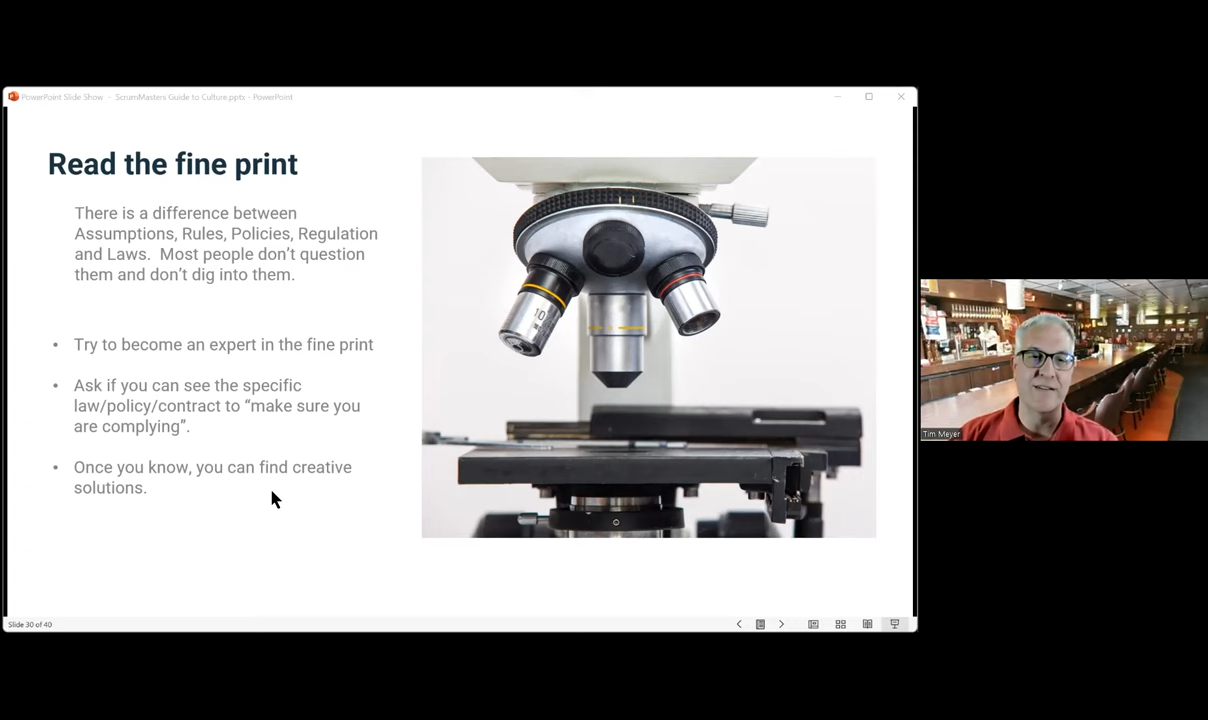 PowerPoint Slide Show - ScrumMasters Guide to Culture.ppts - PowerPoint
Read the fine print
There is a difference between
Assumptions, Rules, Policies, Regulation
and Laws.  Most people don’t question
them and don’t dig into them.
• Try to become an expert in the fine print
• Ask if you can see the specific
law/policy/contract to “make sure you
are complying”.
• Once you know, you can find creative
solutions.
10
Tim Meyer
Slide 30 of 40